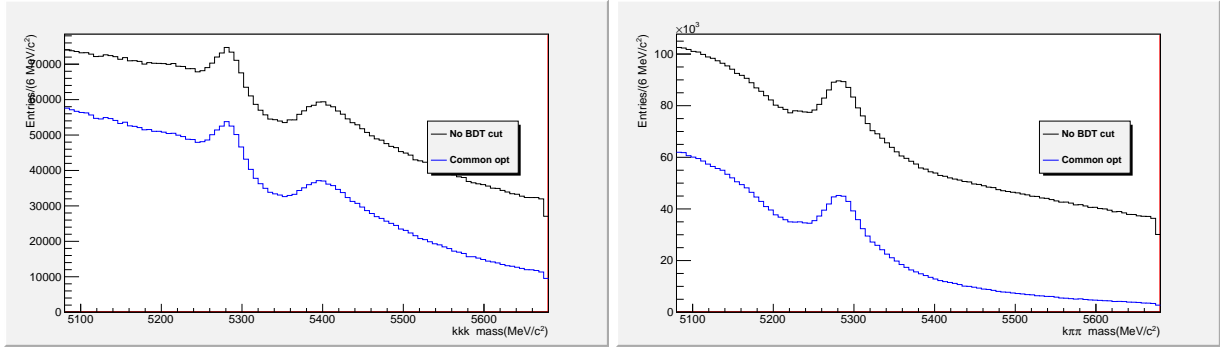 Entries/(6 MeV/c²)
70000
60000
50000
40000
30000
20000
10000
0
No BDT cut
Common opt
5100 5200 5300 5400 5500 5600
kkk mass(MeV/c²)
×10³
Entries/(6 MeV/c²)
100
80
60
40
20
0
No BDT cut
Common opt
5100 5200 5300 5400 5500 5600
kππ mass(MeV/c²)